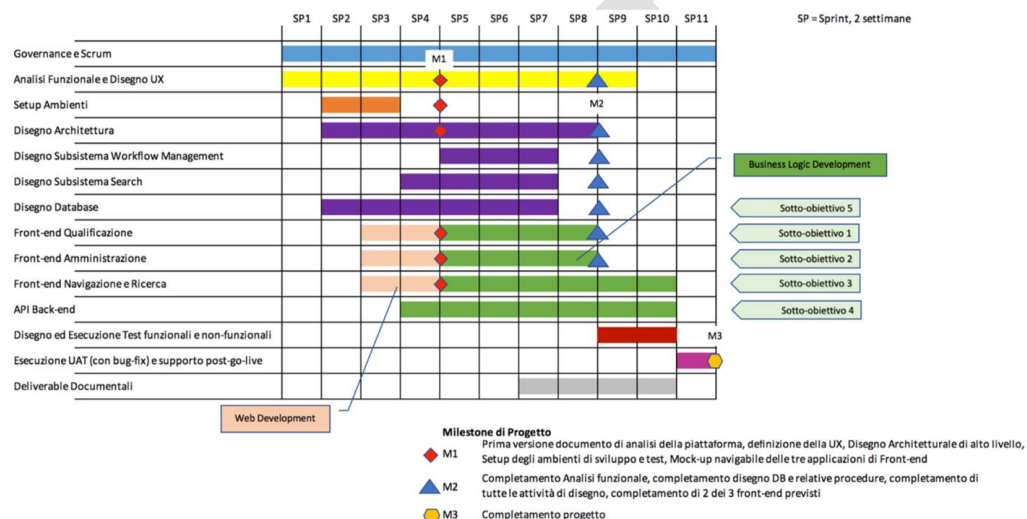 SP1 SP2 SP3 SP4 SP5 SP6 SP7 SP8 SP9 SP10 SP11 SP = Sprint, 2 settimane
Governance e Scrum
M1
Analisi Funzionale e Disegno UX
Setup Ambienti
M2
Disegno Architettura
Disegno Subsistema Workflow Management
Business Logic Development
Disegno Subsistema Search
Disegno Database
Sotto-obiettivo 5
Front-end Qualificazione
Sotto-obiettivo 1
Front-end Amministrazione
Sotto-obiettivo 2
Front-end Navigazione e Ricerca
Sotto-obiettivo 3
API Back-end
Sotto-obiettivo 4
Disegno ed Esecuzione Test funzionali e non-funzionali
M3
Esecuzione UAT (con bug-fix) e supporto post-go-live
Deliverable Documentali
Web Development
Milestone di Progetto
M1 Prima versione documento di analisi della piattaforma, definizione della UX, Disegno Architetturale di alto livello,
Setup degli ambienti di sviluppo e test, Mock-up navigabile delle tre applicazioni di Front-end
M2 Completamento Analisi funzionale, completamento disegno DB e relative procedure, completamento di
tutte le attività di disegno, completamento di 2 dei 3 front-end previsti
M3 Completamento progetto